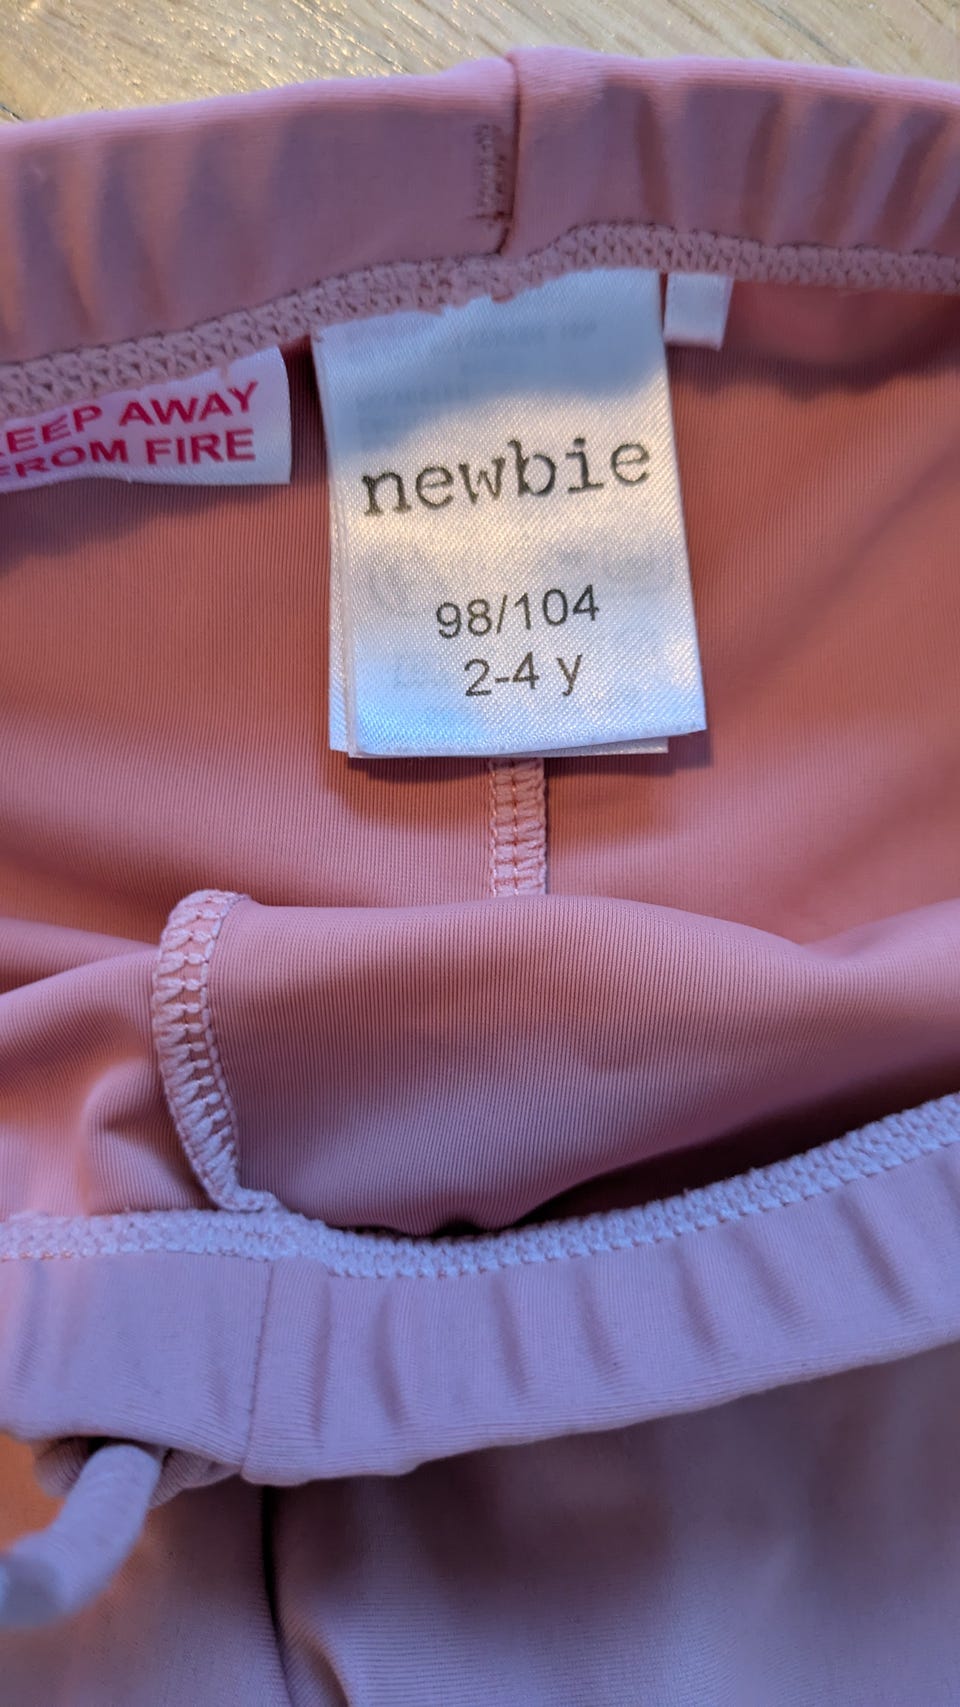 KEEP AWAY
FROM FIRE
newbie
98/104
2-4 y